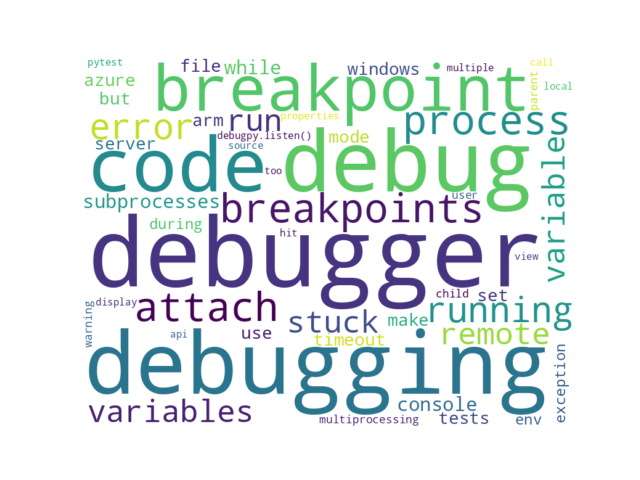 pytest file while windows multiple call
azure breakpoint parent local
but
error arm run properties process
debugpy.listen() mode
server code source debug variable
too
subprocesses breakpoints user
during hit
debugger view
warning display attach child set running
stuck make
api use timeout remote
debugging exception
variables console
multiprocessing tests env